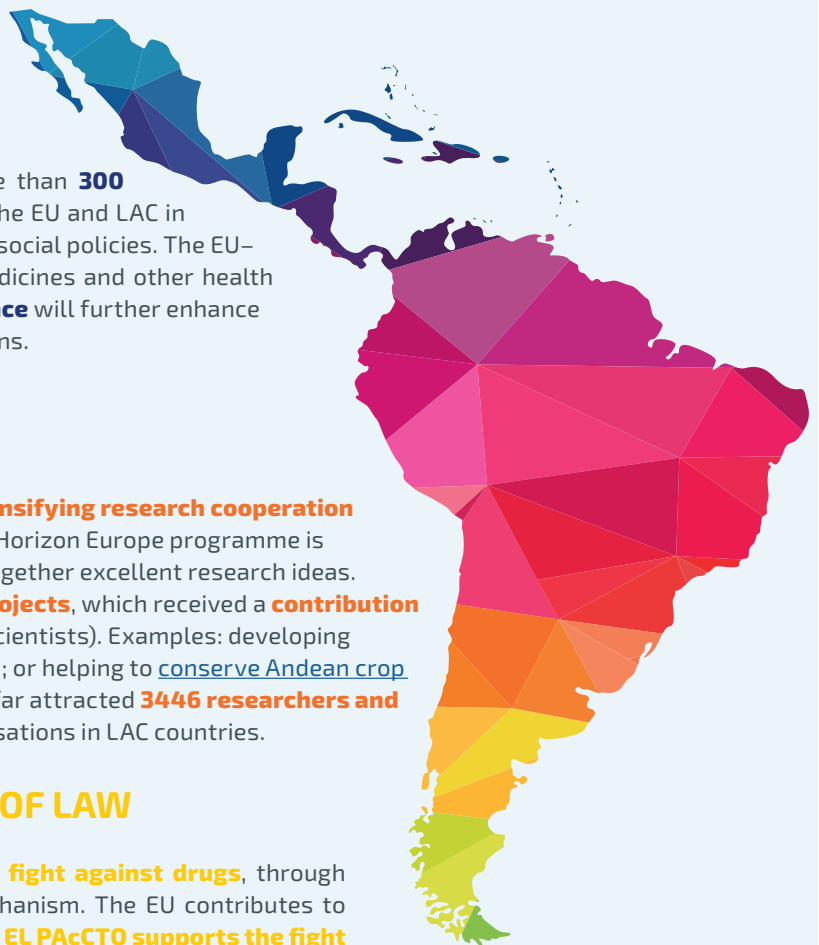 than 300
he EU and LAC in
social policies. The EU–
dicines and other health
ce will further enhance
ns.
nsifying research cooperation
Horizon Europe programme is
gether excellent research ideas.
ojects, which received a contribution
cientists). Examples: developing
; or helping to conserve Andean crop
far attracted 3446 researchers and
sations in LAC countries.
OF LAW
fight against drugs, through
hanism. The EU contributes to
EL PAcCTO supports the fight